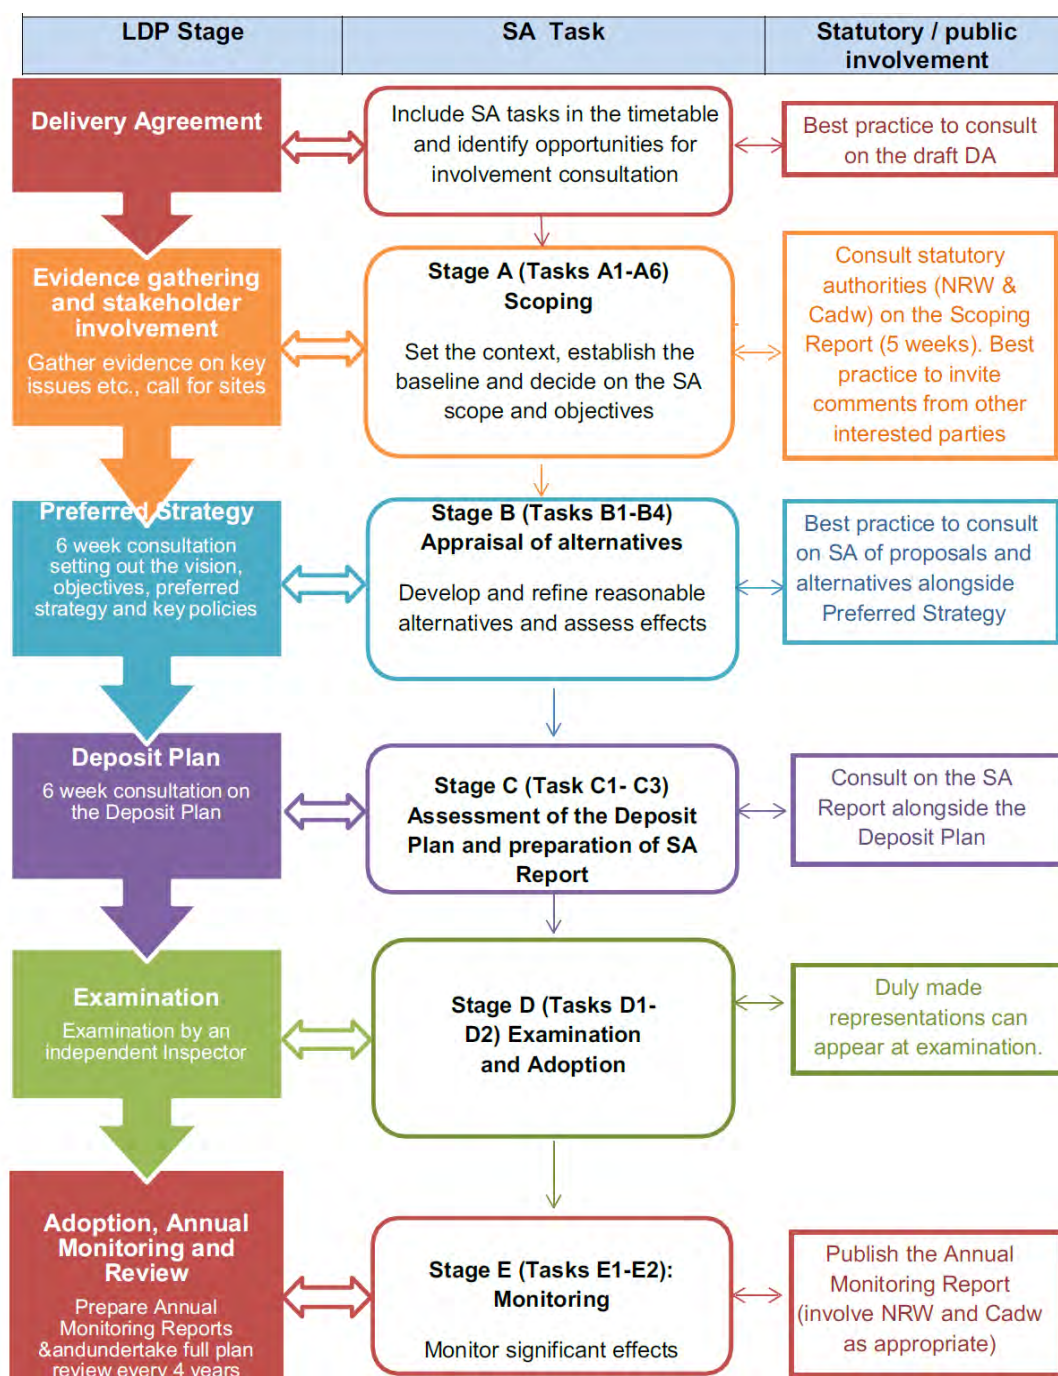 LDP Stage
SA Task
Statutory / public
involvement
Delivery Agreement
Include SA tasks in the timetable
and identify opportunities for
involvement consultation
Best practice to consult
on the draft DA
Evidence gathering
and stakeholder
involvement
Gather evidence on key
issues etc., call for sites
Stage A (Tasks A1-A6)
Scoping
Set the context, establish the
baseline and decide on the SA
scope and objectives
Consult statutory
authorities (NRW &
Cadw) on the Scoping
Report (5 weeks). Best
practice to invite
comments from other
interested parties
Preferred Strategy
6 week consultation
setting out the vision,
objectives, preferred
strategy and key policies
Stage B (Tasks B1-B4)
Appraisal of alternatives
Develop and refine reasonable
alternatives and assess effects
Best practice to consult
on SA of proposals and
alternatives alongside
Preferred Strategy
Deposit Plan
6 week consultation on
the Deposit Plan
Stage C (Task C1- C3)
Assessment of the Deposit
Plan and preparation of SA
Report
Consult on the SA
Report alongside the
Deposit Plan
Examination
Examination by an
independent Inspector
Stage D (Tasks D1-
D2) Examination
and Adoption
Duly made
representations can
appear at examination.
Adoption, Annual
Monitoring and
Review
Prepare Annual
Monitoring Reports
&andundertake full plan
review every 4 years
Stage E (Tasks E1-E2):
Monitoring
Monitor significant effects
Publish the Annual
Monitoring Report
(involve NRW and Cadw
as appropriate)